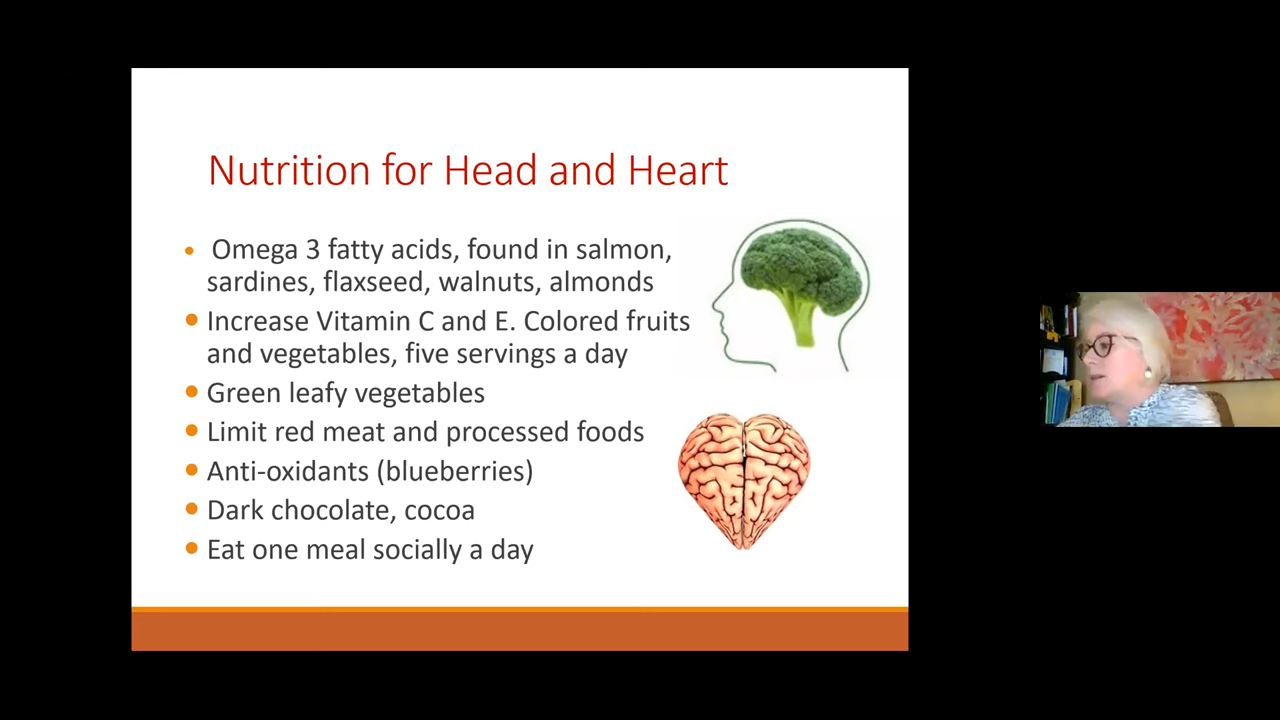 Nutrition for Head and Heart
• Omega 3 fatty acids, found in salmon,
sardines, flaxseed, walnuts, almonds
• Increase Vitamin C and E. Colored fruits
and vegetables, five servings a day
• Green leafy vegetables
• Limit red meat and processed foods
• Anti-oxidants (blueberries)
• Dark chocolate, cocoa
• Eat one meal socially a day